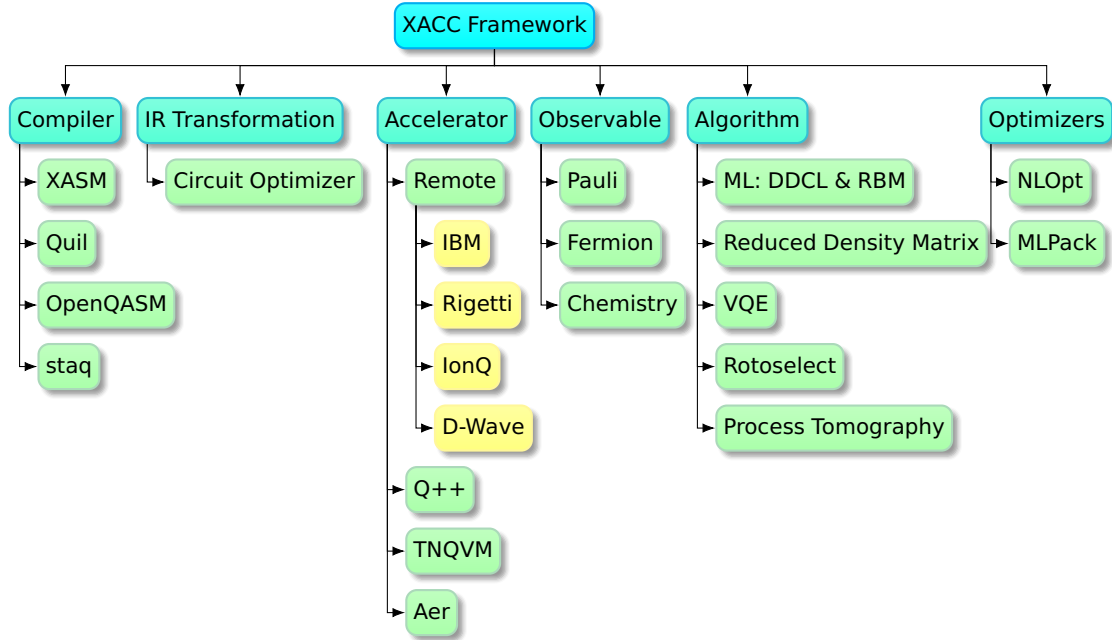 XACC Framework
Compiler
IR Transformation
Accelerator
Observable
Algorithm
Optimizers
XASM
Quil
OpenQASM
staq
Circuit Optimizer
Remote
IBM
Rigetti
IonQ
D-Wave
Q++
TNQVM
Aer
Pauli
Fermion
Chemistry
ML: DDCL & RBM
Reduced Density Matrix
VQE
Rotoselect
Process Tomography
NLOpt
MLPack